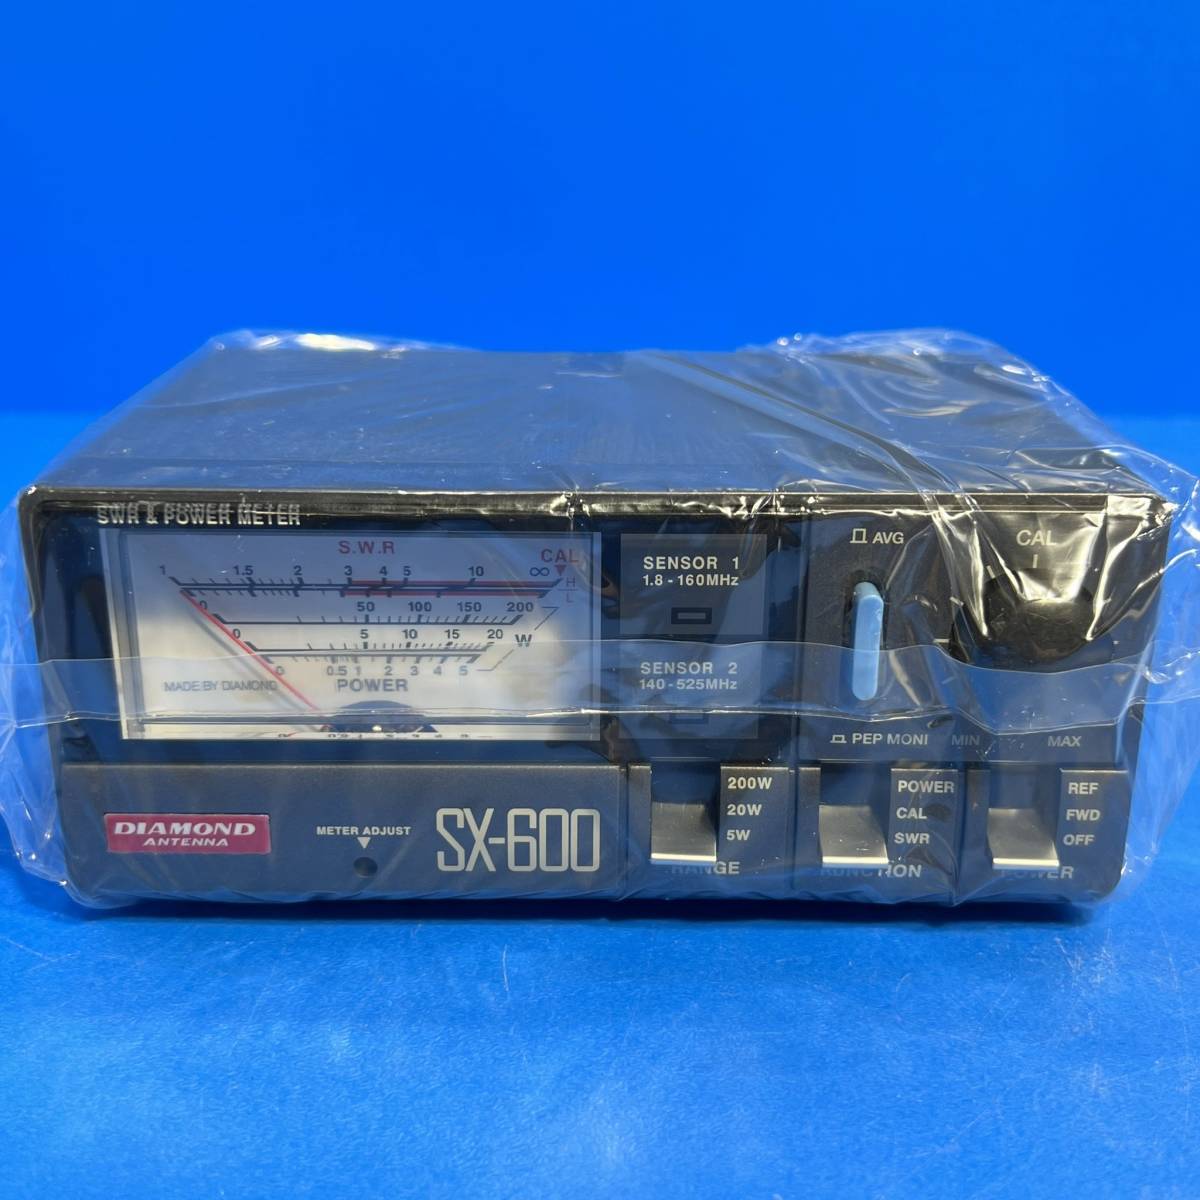 SWR & POWER METER
S.W.R
CAL
1 1.5 2 3 4 5 10 ∞
H
L
0 50 100 150 200
0 5 10 15 20 W
0 0.5 1 2 3 4 5
MADE BY DIAMOND
POWER
SENSOR 1
1.8 - 160MHz
SENSOR 2
140 - 525MHz
AVG
PEP MONI
CAL
MIN MAX
DIAMOND
ANTENNA
METER ADJUST
SX-600
200W
20W
5W
RANGE
POWER
CAL
SWR
FUNCTION
REF
FWD
OFF
POWER